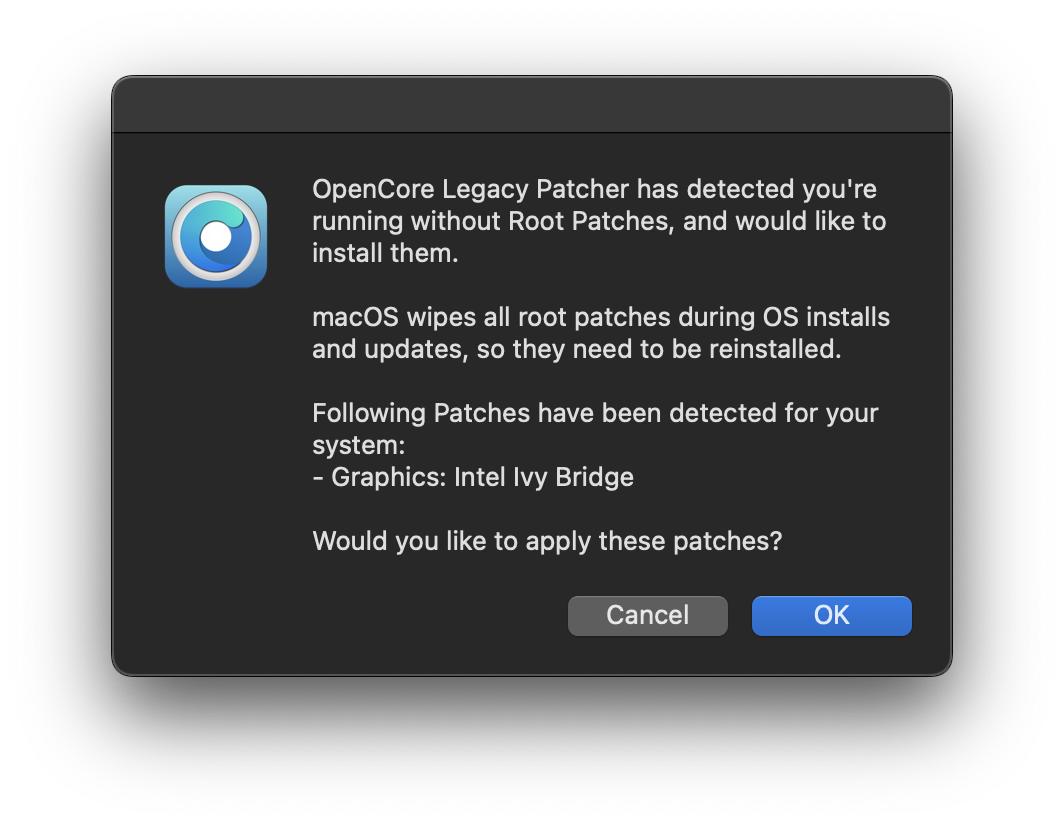 OpenCore Legacy Patcher has detected you're
running without Root Patches, and would like to
install them.
macOS wipes all root patches during OS installs
and updates, so they need to be reinstalled.
Following Patches have been detected for your
system:
- Graphics: Intel Ivy Bridge
Would you like to apply these patches?
Cancel
OK